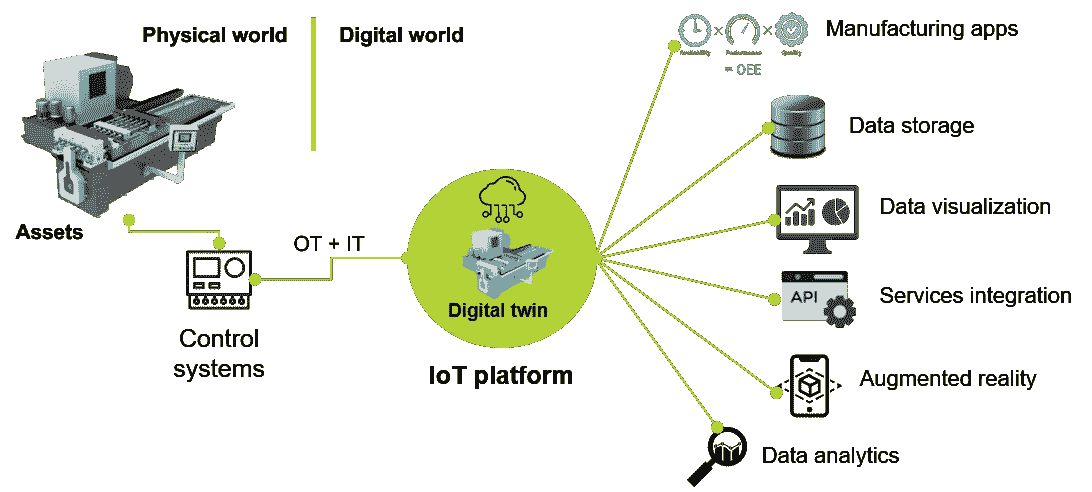 Physical world
Digital world
Manufacturing apps
Availability
Performance
Quality
= OEE
Data storage
Assets
OT + IT
Data visualization
Digital twin
API
Services integration
Control
systems
IoT platform
Augmented reality
Data analytics